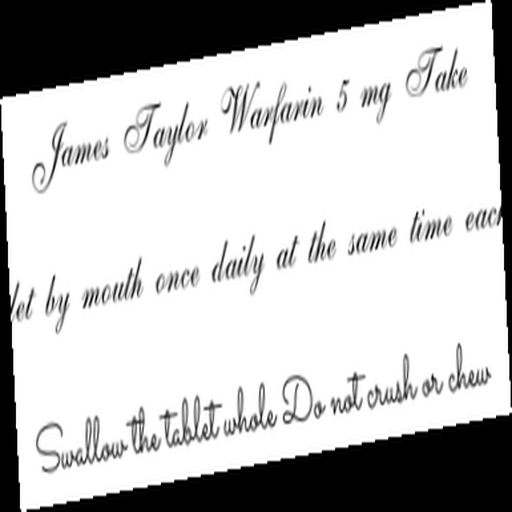 James Taylor Warfarin 5 mg Take
by mouth once daily at the same time
Swallow the tablet whole Do not crush or chew